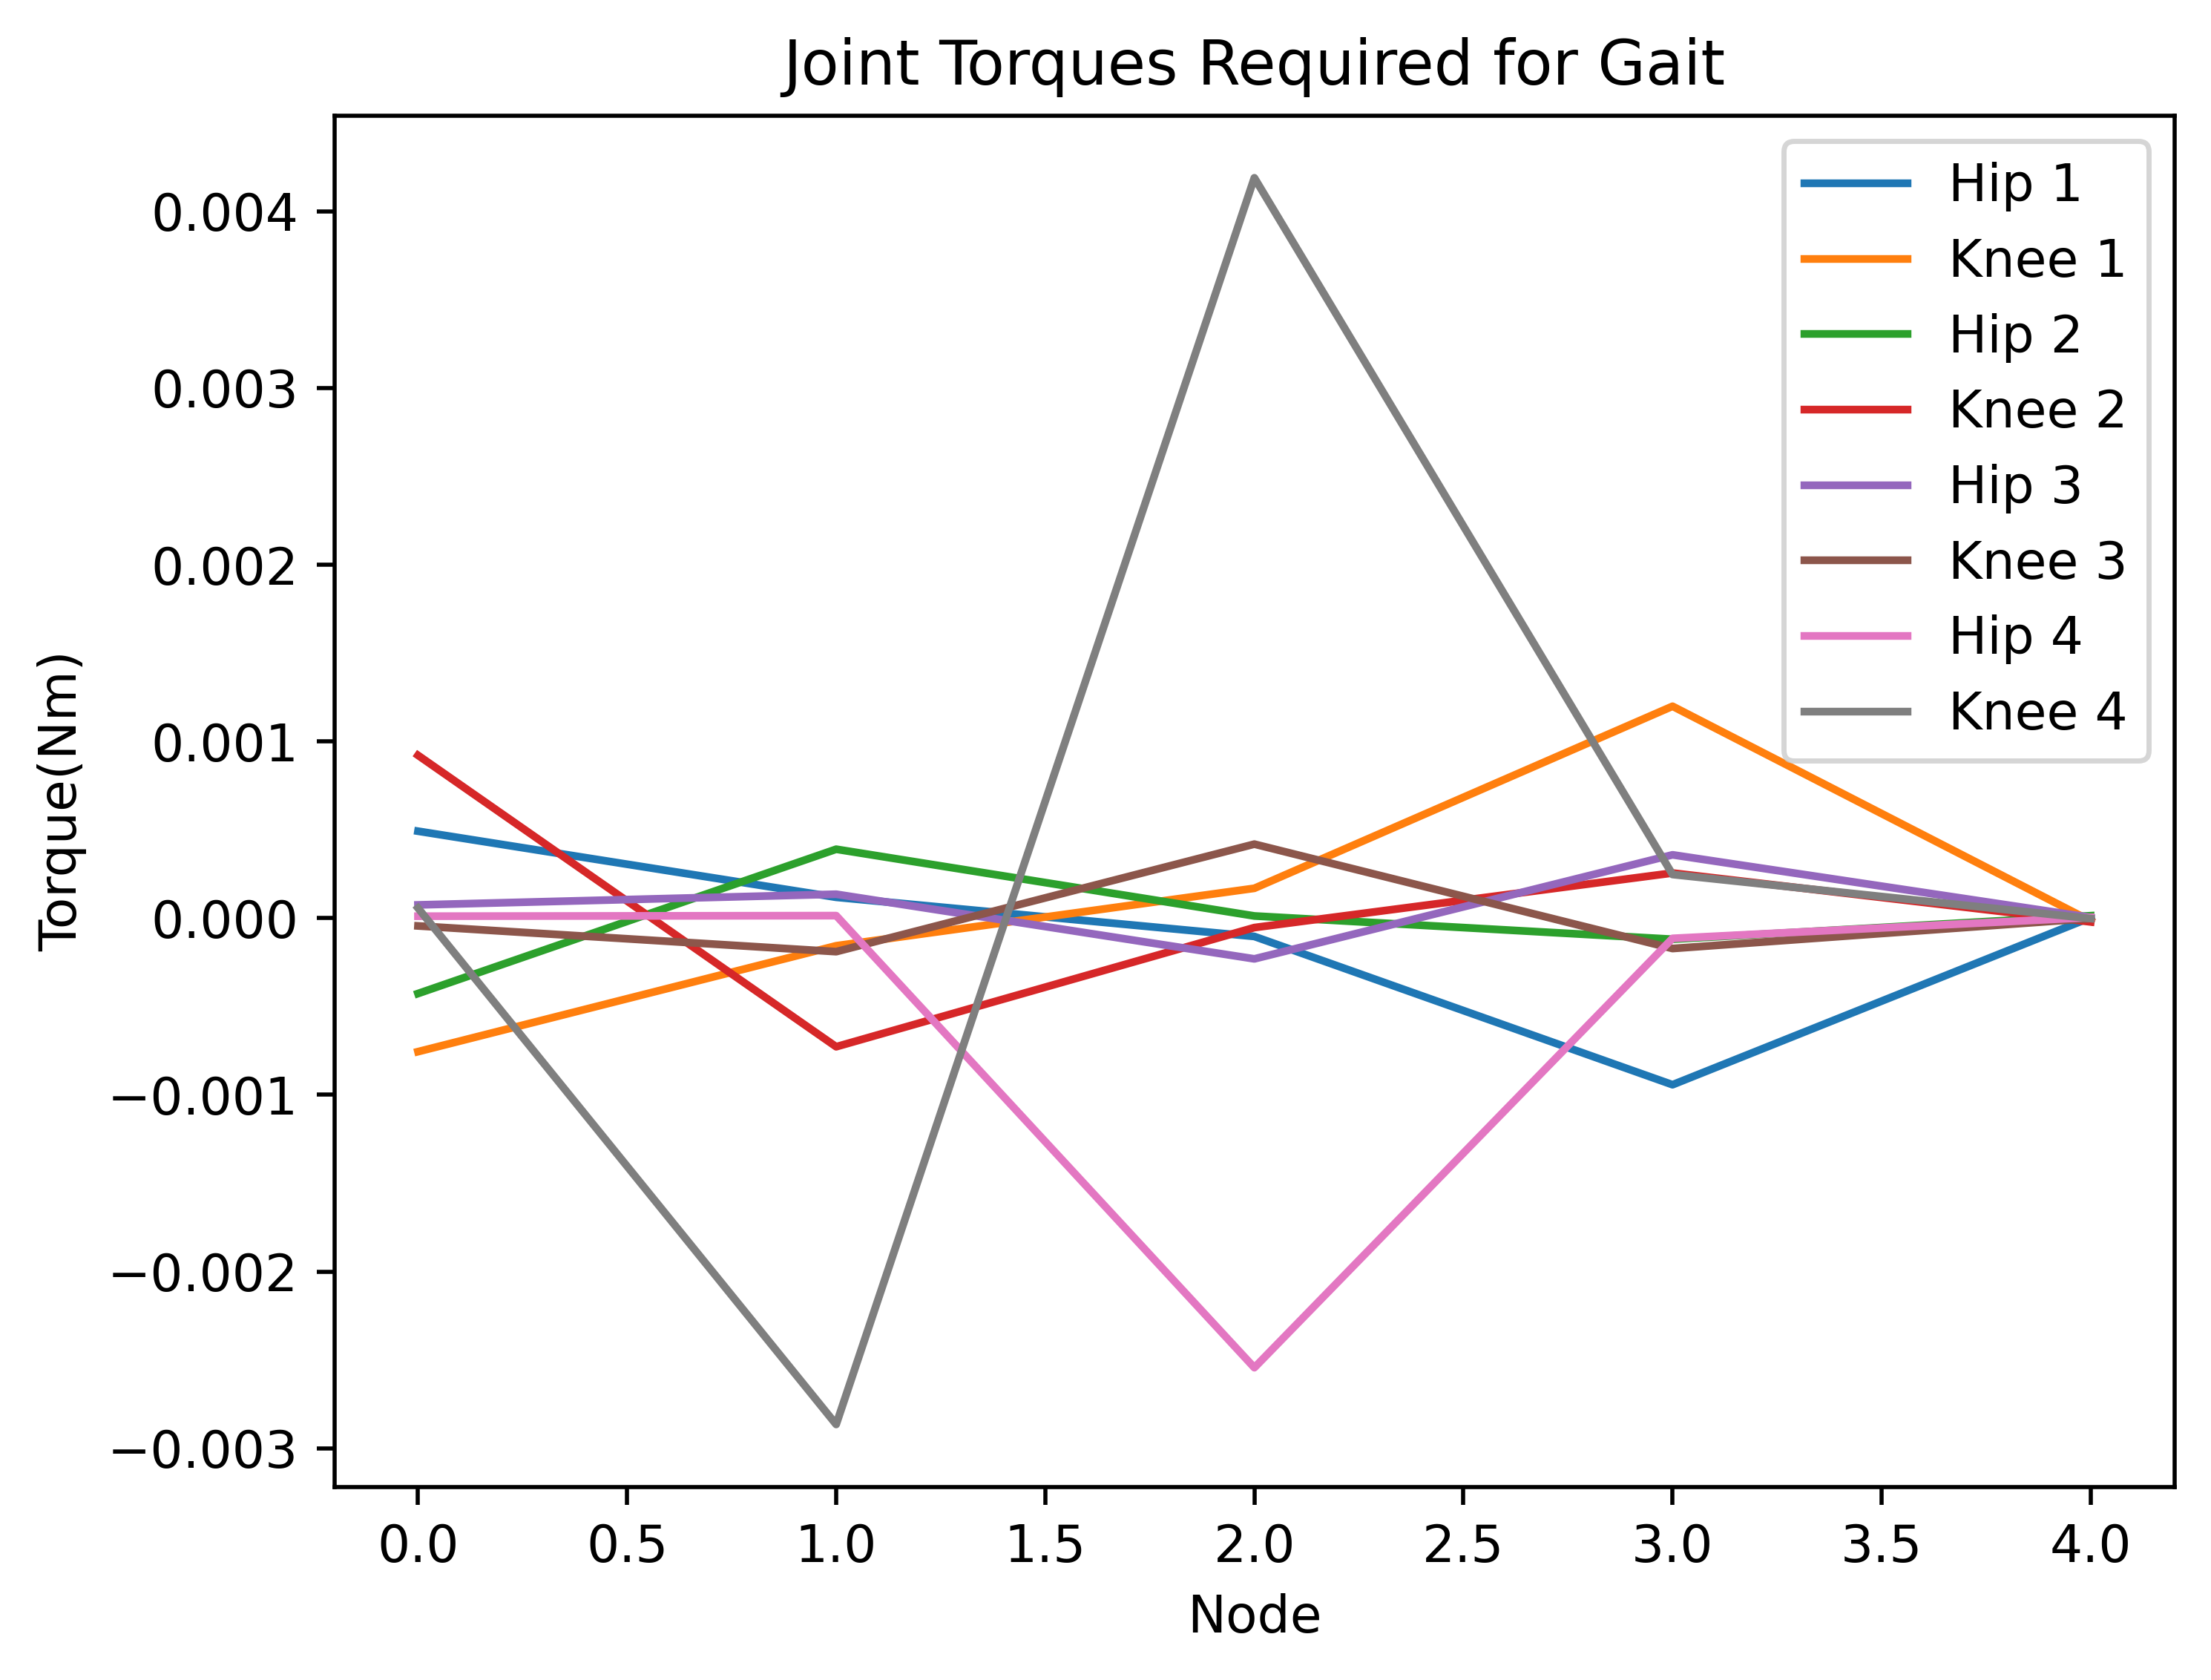 Joint Torques Required for Gait
Torque(Nm)
0.004
0.003
0.002
0.001
0.000
−0.001
−0.002
−0.003
Hip 1
Knee 1
Hip 2
Knee 2
Hip 3
Knee 3
Hip 4
Knee 4
0.0 0.5 1.0 1.5 2.0 2.5 3.0 3.5 4.0
Node